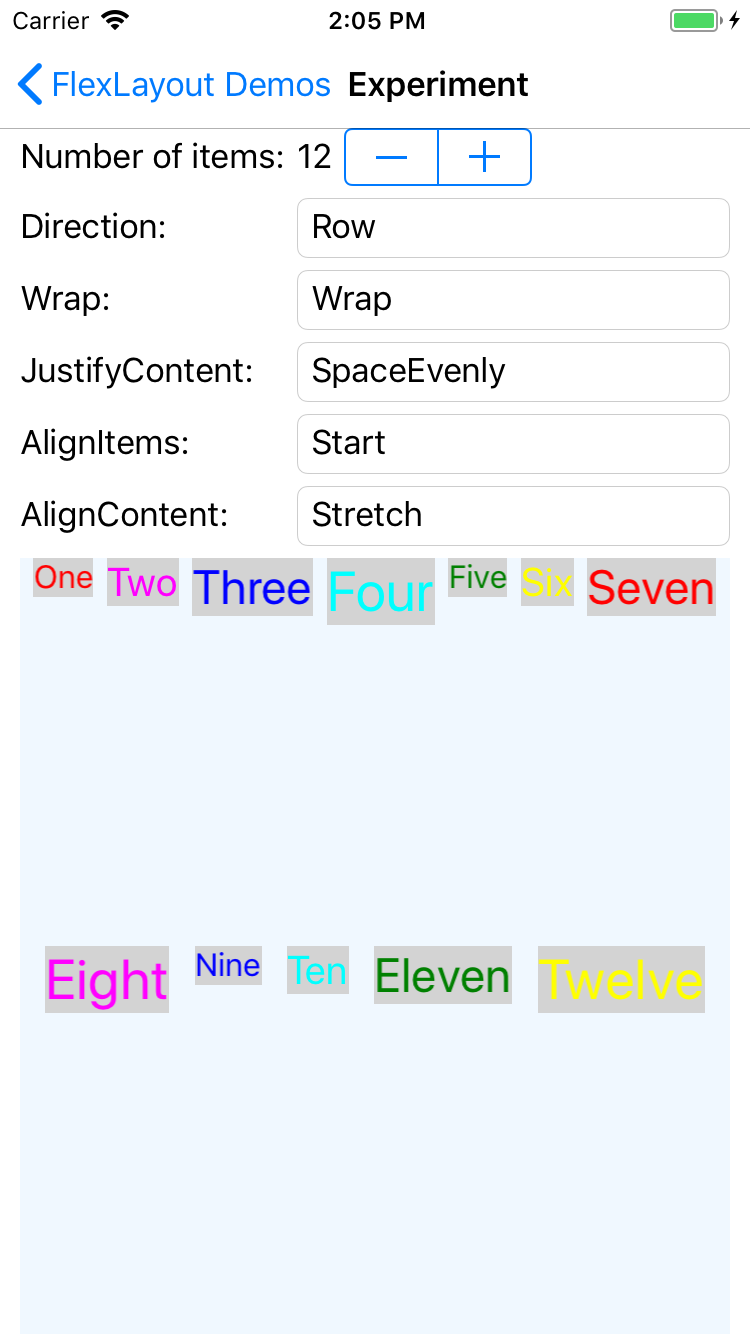 Carrier 2:05 PM
FlexLayout Demos Experiment
Number of items: 12 − +
Direction: Row
Wrap: Wrap
JustifyContent: SpaceEvenly
AlignItems: Start
AlignContent: Stretch
One Two Three Four Five Six Seven
Eight Nine Ten Eleven Twelve